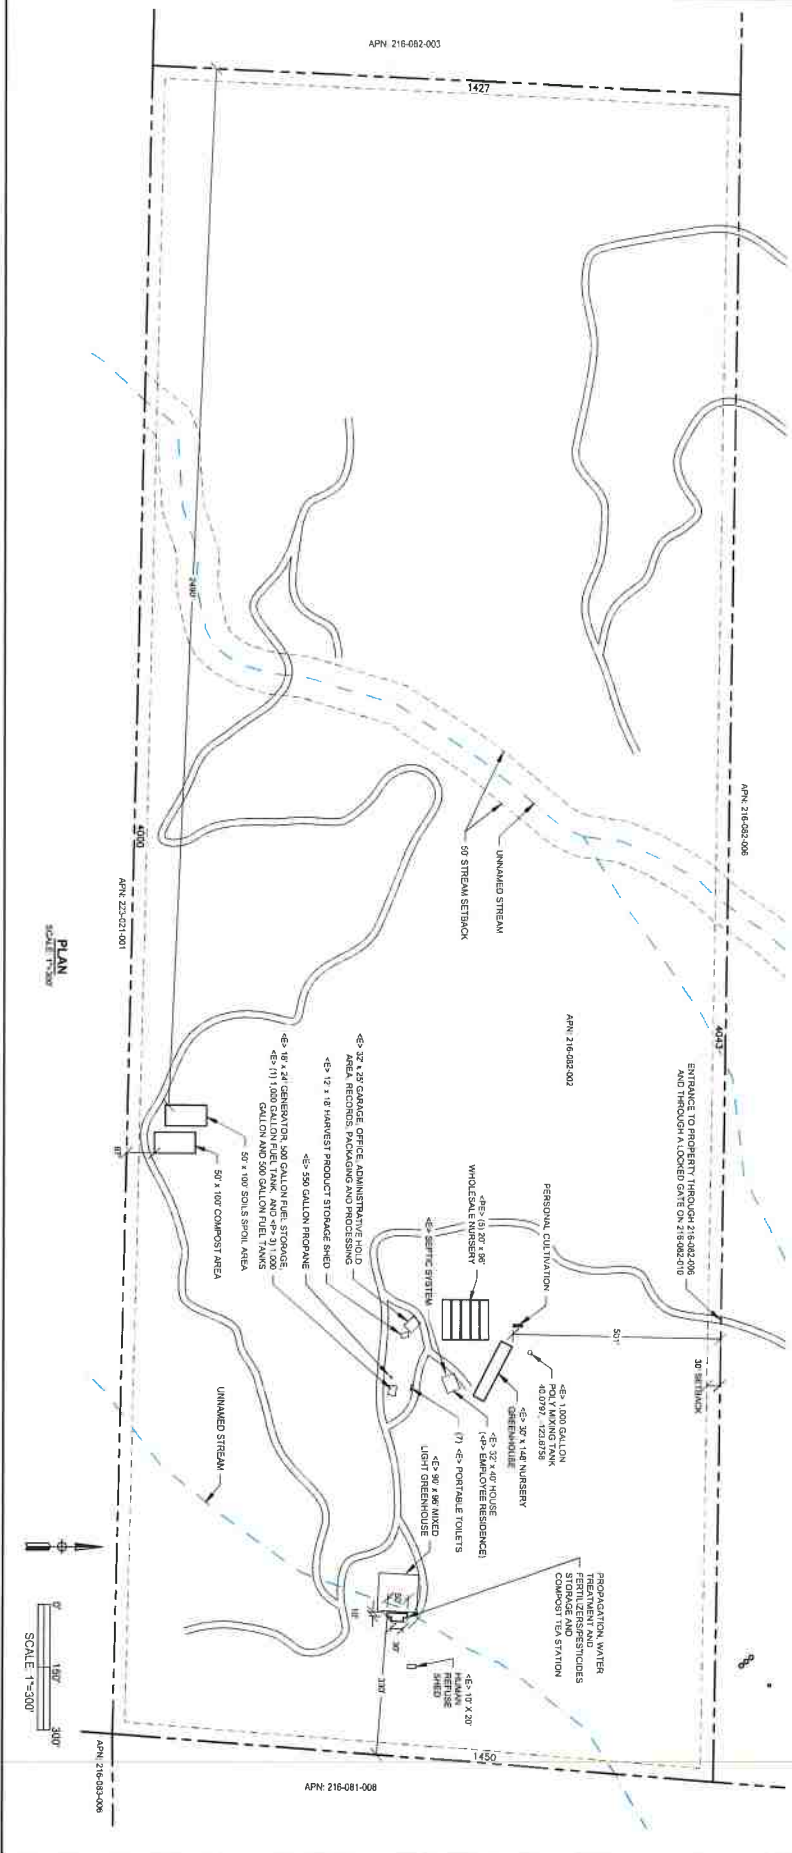 APN: 216-082-003
1427
2490'
UNNAMED STREAM
50' STREAM SETBACK
APN: 216-082-006
4000
APN: 223-021-001
PLAN
SCALE: 1"=300'
APN: 216-082-002
4043
ENTRANCE TO PROPERTY THROUGH 216-082-006
AND THROUGH A LOCKED GATE ON 216-082-010
<E> 32' x 25' GARAGE, OFFICE, ADMINISTRATIVE HOLD
AREA, RECORDS, PACKAGING AND PROCESSING
<E> 12' x 18' HARVEST PRODUCT STORAGE SHED
<E> 550 GALLON PROPANE
<E> 18' x 24' GENERATOR, 500 GALLON FUEL STORAGE,
<E> (1) 1,000 GALLON FUEL TANK, AND <P> 3) 1,000
GALLON AND 500 GALLON FUEL TANKS
50' x 100' SOILS SPOIL AREA
50' x 100' COMPOST AREA
PERSONAL CULTIVATION
<PE> (5) 20' x 96'
WHOLESALE NURSERY
<E> SEPTIC SYSTEM
501'
30' SETBACK
<E> 1,000 GALLON
POLY MIXING TANK
40.0797, -123.6758
<E> 30' x 148' NURSERY
GREENHOUSE
<E> 32' x 40' HOUSE
(<P> EMPLOYEE RESIDENCE)
(7) <E> PORTABLE TOILETS
<E> 90' x 96' MIXED
LIGHT GREENHOUSE
UNNAMED STREAM
PROPAGATION, WATER
TREATMENT AND
FERTILIZERS/PESTICIDES
STORAGE AND
COMPOST TEA STATION
30'
330'
<E> 10' X 20'
HUMAN
REFUSE
SHED
0'
150'
300'
SCALE: 1"=300'
1450
APN: 216-083-006
APN: 216-081-008